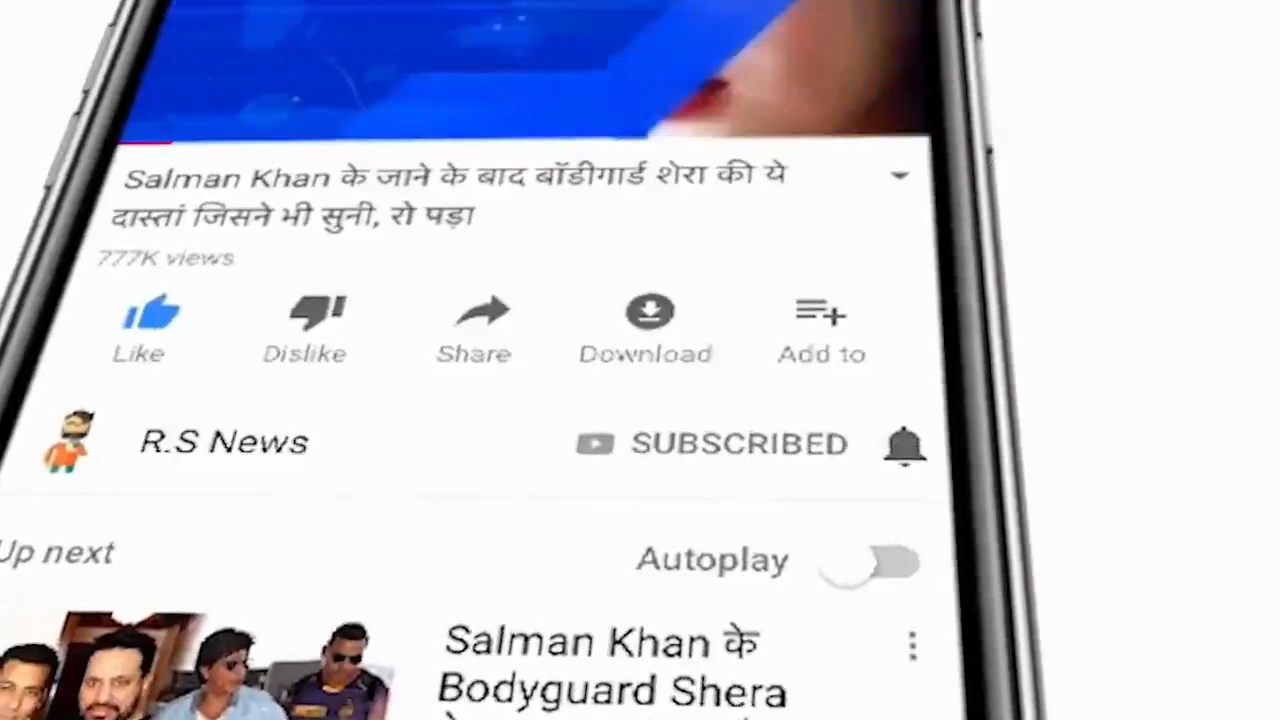 Salman Khan के जाने के बाद बॉडीगार्ड शेरा की ये
दास्तां जिसने भी सुनी, रो पड़ा
777K views
Like Dislike Share Download Add to
R.S News SUBSCRIBED
Up next Autoplay
Salman Khan के
Bodyguard Shera